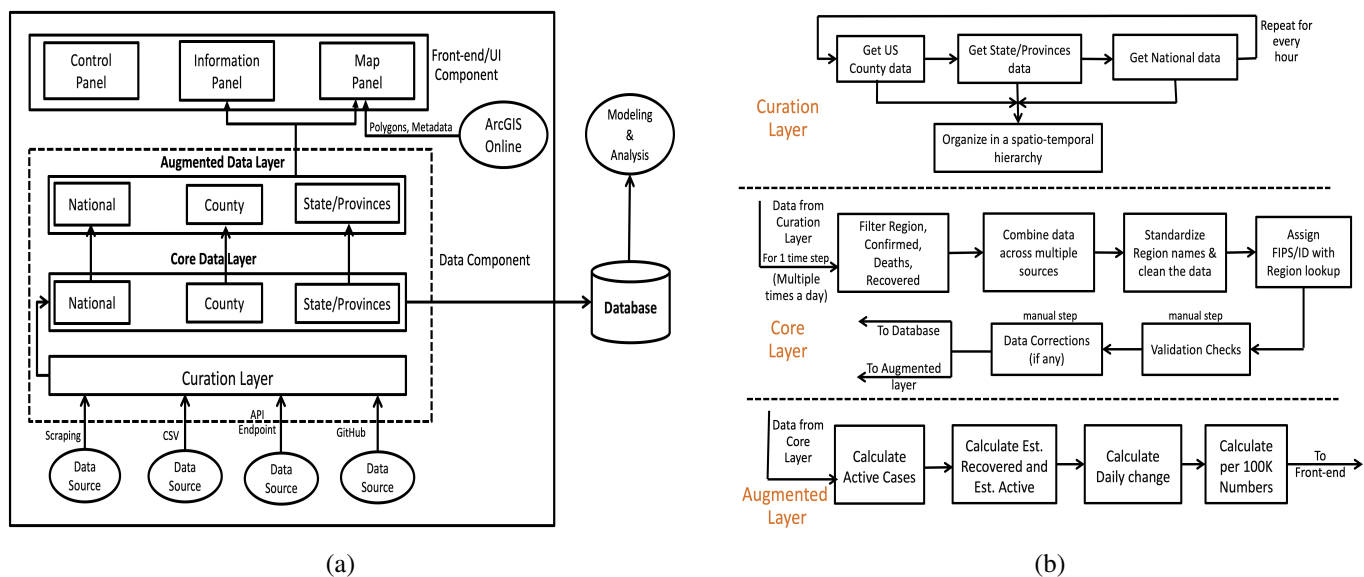 Control
Panel
Information
Panel
Map
Panel
Front-end/UI
Component
Polygons, Metadata
ArcGIS
Online
Augmented Data Layer
National
County
State/Provinces
Core Data Layer
National
County
State/Provinces
Data Component
Curation Layer
Scraping
CSV
API
Endpoint
GitHub
Data
Source
Data
Source
Data
Source
Data
Source
Modeling
&
Analysis
Database
(a)
Get US
County data
Get State/Provinces
data
Get National data
Repeat for
every
hour
Curation
Layer
Organize in a spatio-temporal
hierarchy
Data from
Curation
Layer
For 1 time step
(Multiple
times a day)
Filter Region,
Confirmed,
Deaths,
Recovered
Combine data
across multiple
sources
Standardize
Region names &
clean the data
Assign
FIPS/ID with
Region lookup
Core
Layer
To Database
To Augmented
layer
manual step
Data Corrections
(if any)
manual step
Validation Checks
Data from
Core
Layer
Augmented
Layer
Calculate
Active Cases
Calculate Est.
Recovered and
Est. Active
Calculate
Daily change
Calculate
per 100K
Numbers
To
Front-end
(b)